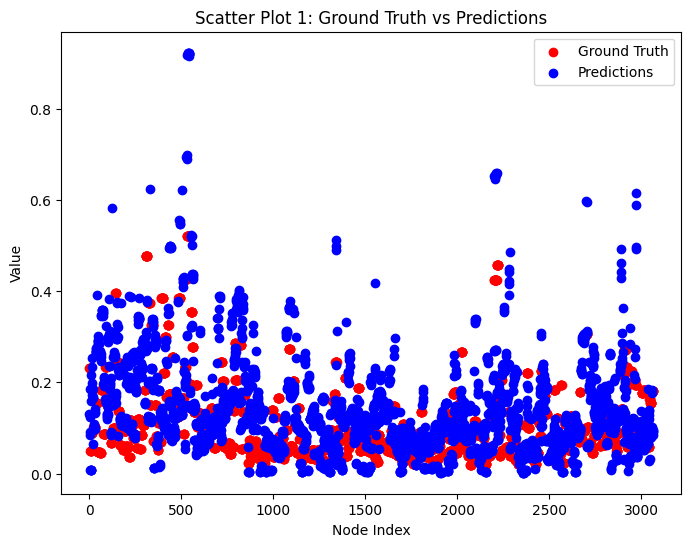 Scatter Plot 1: Ground Truth vs Predictions
Ground Truth
Predictions
Value
0.8
0.6
0.4
0.2
0.0
0 500 1000 1500 2000 2500 3000
Node Index